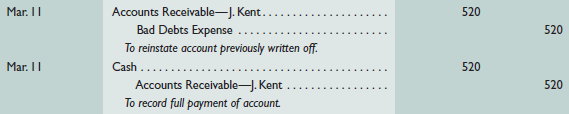 Mar. 11 Accounts Receivable—J. Kent...................... 520
Bad Debts Expense .......................... 520
To reinstate account previously written off.
Mar. 11 Cash.......................................... 520
Accounts Receivable—J. Kent ................. 520
To record full payment of account.